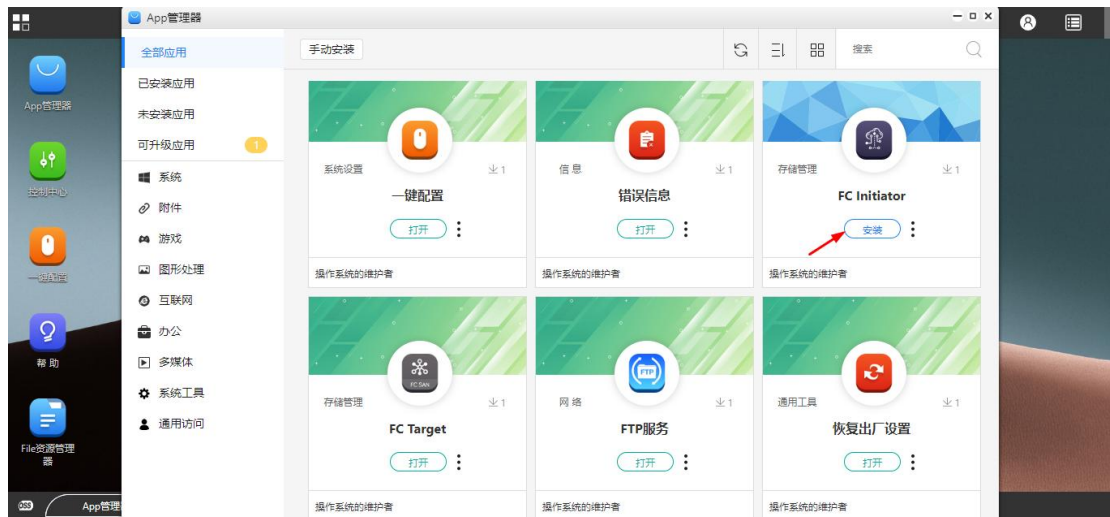 App管理器
全部应用
手动安装
搜索
已安装应用
未安装应用
可升级应用
1
系统
附件
游戏
图形处理
互联网
办公
多媒体
系统工具
通用访问
系统设置
1
一键配置
打开
操作系统的维护者
信息
1
错误信息
打开
操作系统的维护者
存储管理
1
FC Initiator
安装
操作系统的维护者
FC SAN
存储管理
1
FC Target
打开
操作系统的维护者
FTP
网络
1
FTP服务
打开
操作系统的维护者
通用工具
1
恢复出厂设置
打开
操作系统的维护者
App管理器
控制中心
一键配置
帮助
File资源管理
器
OSS
App管理